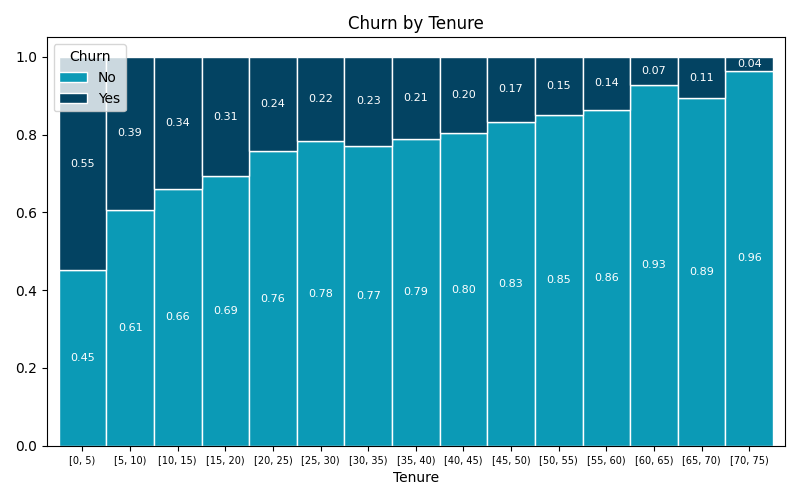 Churn by Tenure
Churn
No
Yes
1.0
0.8
0.6
0.4
0.2
0.0
0.55 0.39 0.34 0.31 0.24 0.22 0.23 0.21 0.20 0.17 0.15 0.14 0.07 0.11 0.04
0.45 0.61 0.66 0.69 0.76 0.78 0.77 0.79 0.80 0.83 0.85 0.86 0.93 0.89 0.96
[0, 5) [5, 10) [10, 15) [15, 20) [20, 25) [25, 30) [30, 35) [35, 40) [40, 45) [45, 50) [50, 55) [55, 60) [60, 65) [65, 70) [70, 75)
Tenure